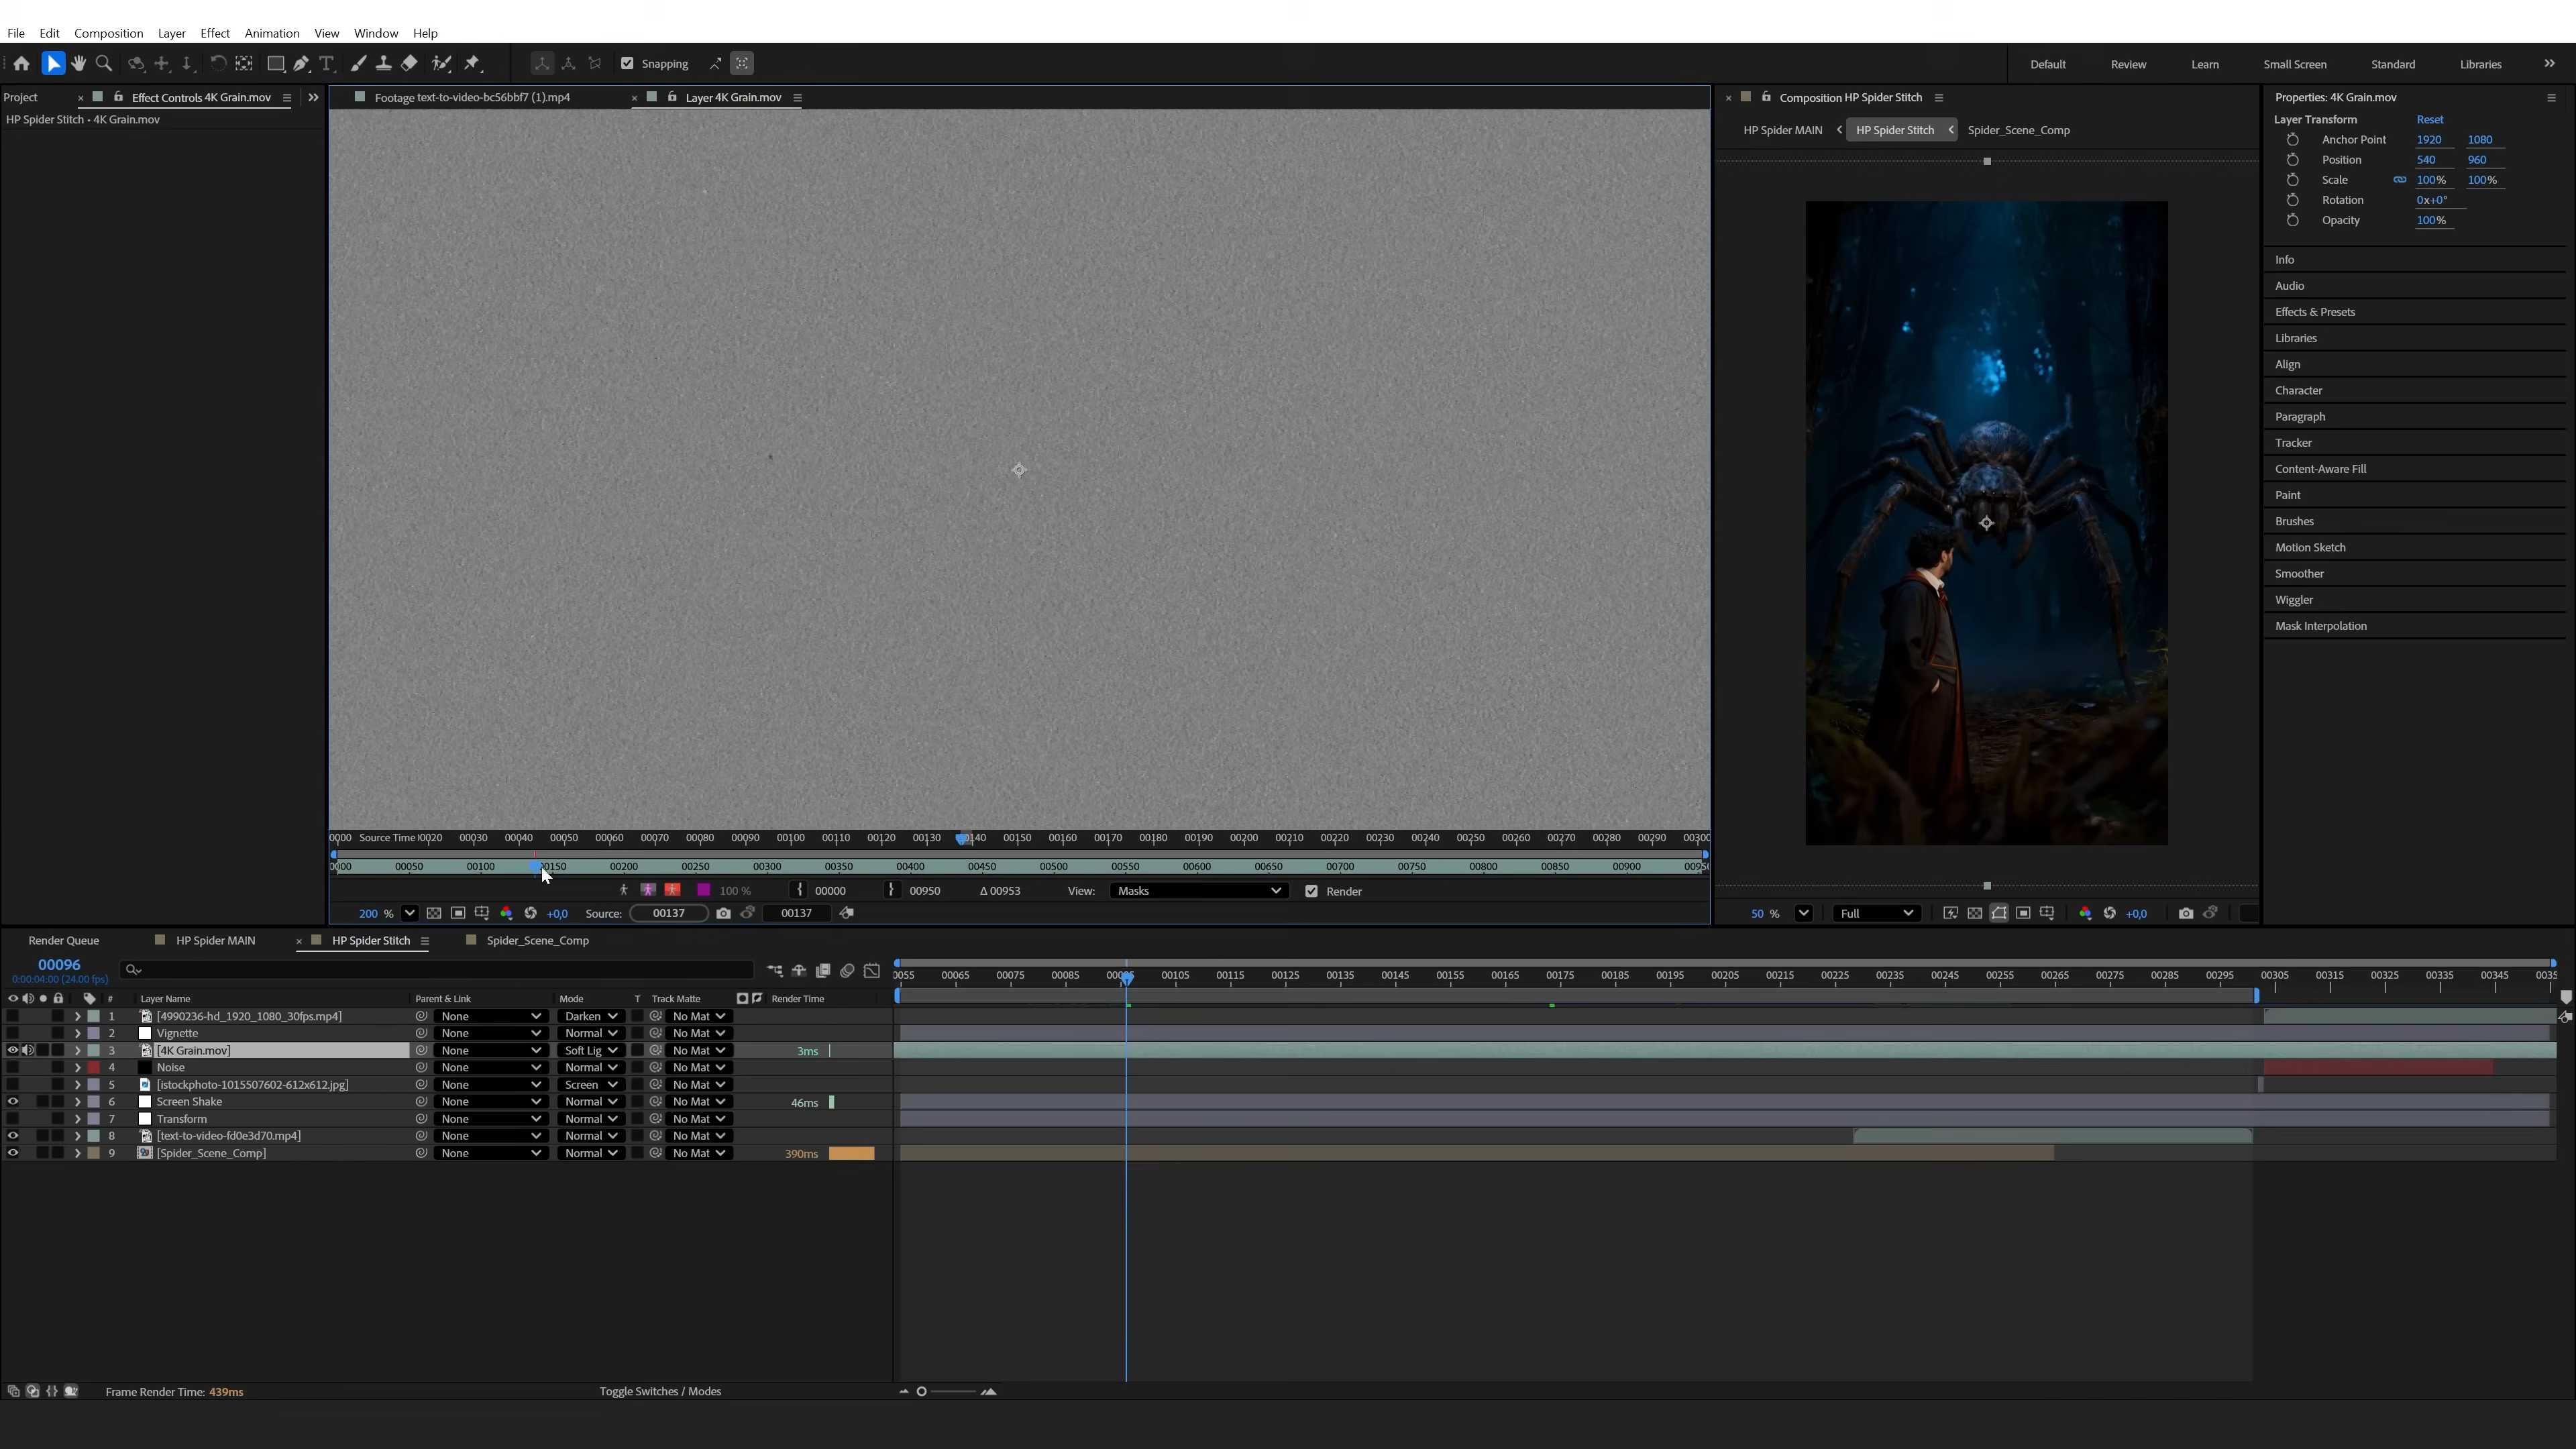 File Edit Composition Layer Effect Animation View Window Help
Snapping
Default Review Learn Small Screen Standard Libraries
Project
Effect Controls 4K Grain.mov
HP Spider Stitch • 4K Grain.mov
Footage text-to-video-bc56bbf7 (1).mp4
Layer 4K Grain.mov
Composition HP Spider Stitch
HP Spider MAIN HP Spider Stitch Spider_Scene_Comp
Properties: 4K Grain.mov
Layer Transform Reset
Anchor Point 1920 1080
Position 540 960
Scale 100% 100%
Rotation 0x+0°
Opacity 100%
Info
Audio
Effects & Presets
Libraries
Align
Character
Paragraph
Tracker
Content-Aware Fill
Paint
Brushes
Motion Sketch
Smoother
Wiggler
Mask Interpolation
Source Time 0020 00030 00040 00050 00060 00070 00080 00090 00100 00110 00120 00130 00140 00150 00160 00170 00180 00190 00200 00210 00220 00230 00240 00250 00260 00270 00280 00290 00300
00050 00100 00150 00200 00250 00300 00350 00400 00450 00500 00550 00600 00650 00700 00750 00800 00850 00900
100 % 00000 00950 Δ 00953 View: Masks Render
200 % +0,0 Source: 00137 00137
50 % Full +0,0
Render Queue HP Spider MAIN HP Spider Stitch Spider_Scene_Comp
00096
0:00:04:00 (24.00 fps)
0055 00065 00075 00085 00105 00115 00125 00135 00145 00155 00165 00175 00185 00195 00205 00215 00225 00235 00245 00255 00265 00275 00285 00295 00305 00315 00325 00335 00345
# Layer Name Parent & Link Mode T Track Matte Render Time
1 [4990236-hd_1920_1080_30fps.mp4] None Darken No Mat
2 Vignette None Normal No Mat
3 [4K Grain.mov] None Soft Lig No Mat 3ms
4 Noise None Normal No Mat
5 [istockphoto-1015507602-612x612.jpg] None Screen No Mat
6 Screen Shake None Normal No Mat 46ms
7 Transform None Normal No Mat
8 [text-to-video-fd0e3d70.mp4] None Normal No Mat
9 [Spider_Scene_Comp] None Normal No Mat 390ms
Frame Render Time: 439ms
Toggle Switches / Modes